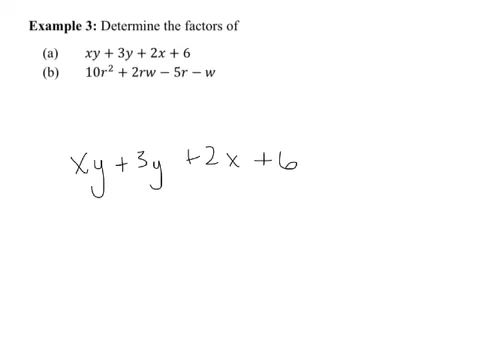 Example 3: Determine the factors of
(a) xy + 3y + 2x + 6
(b) 10r² + 2rw − 5r − w
xy + 3y + 2x + 6